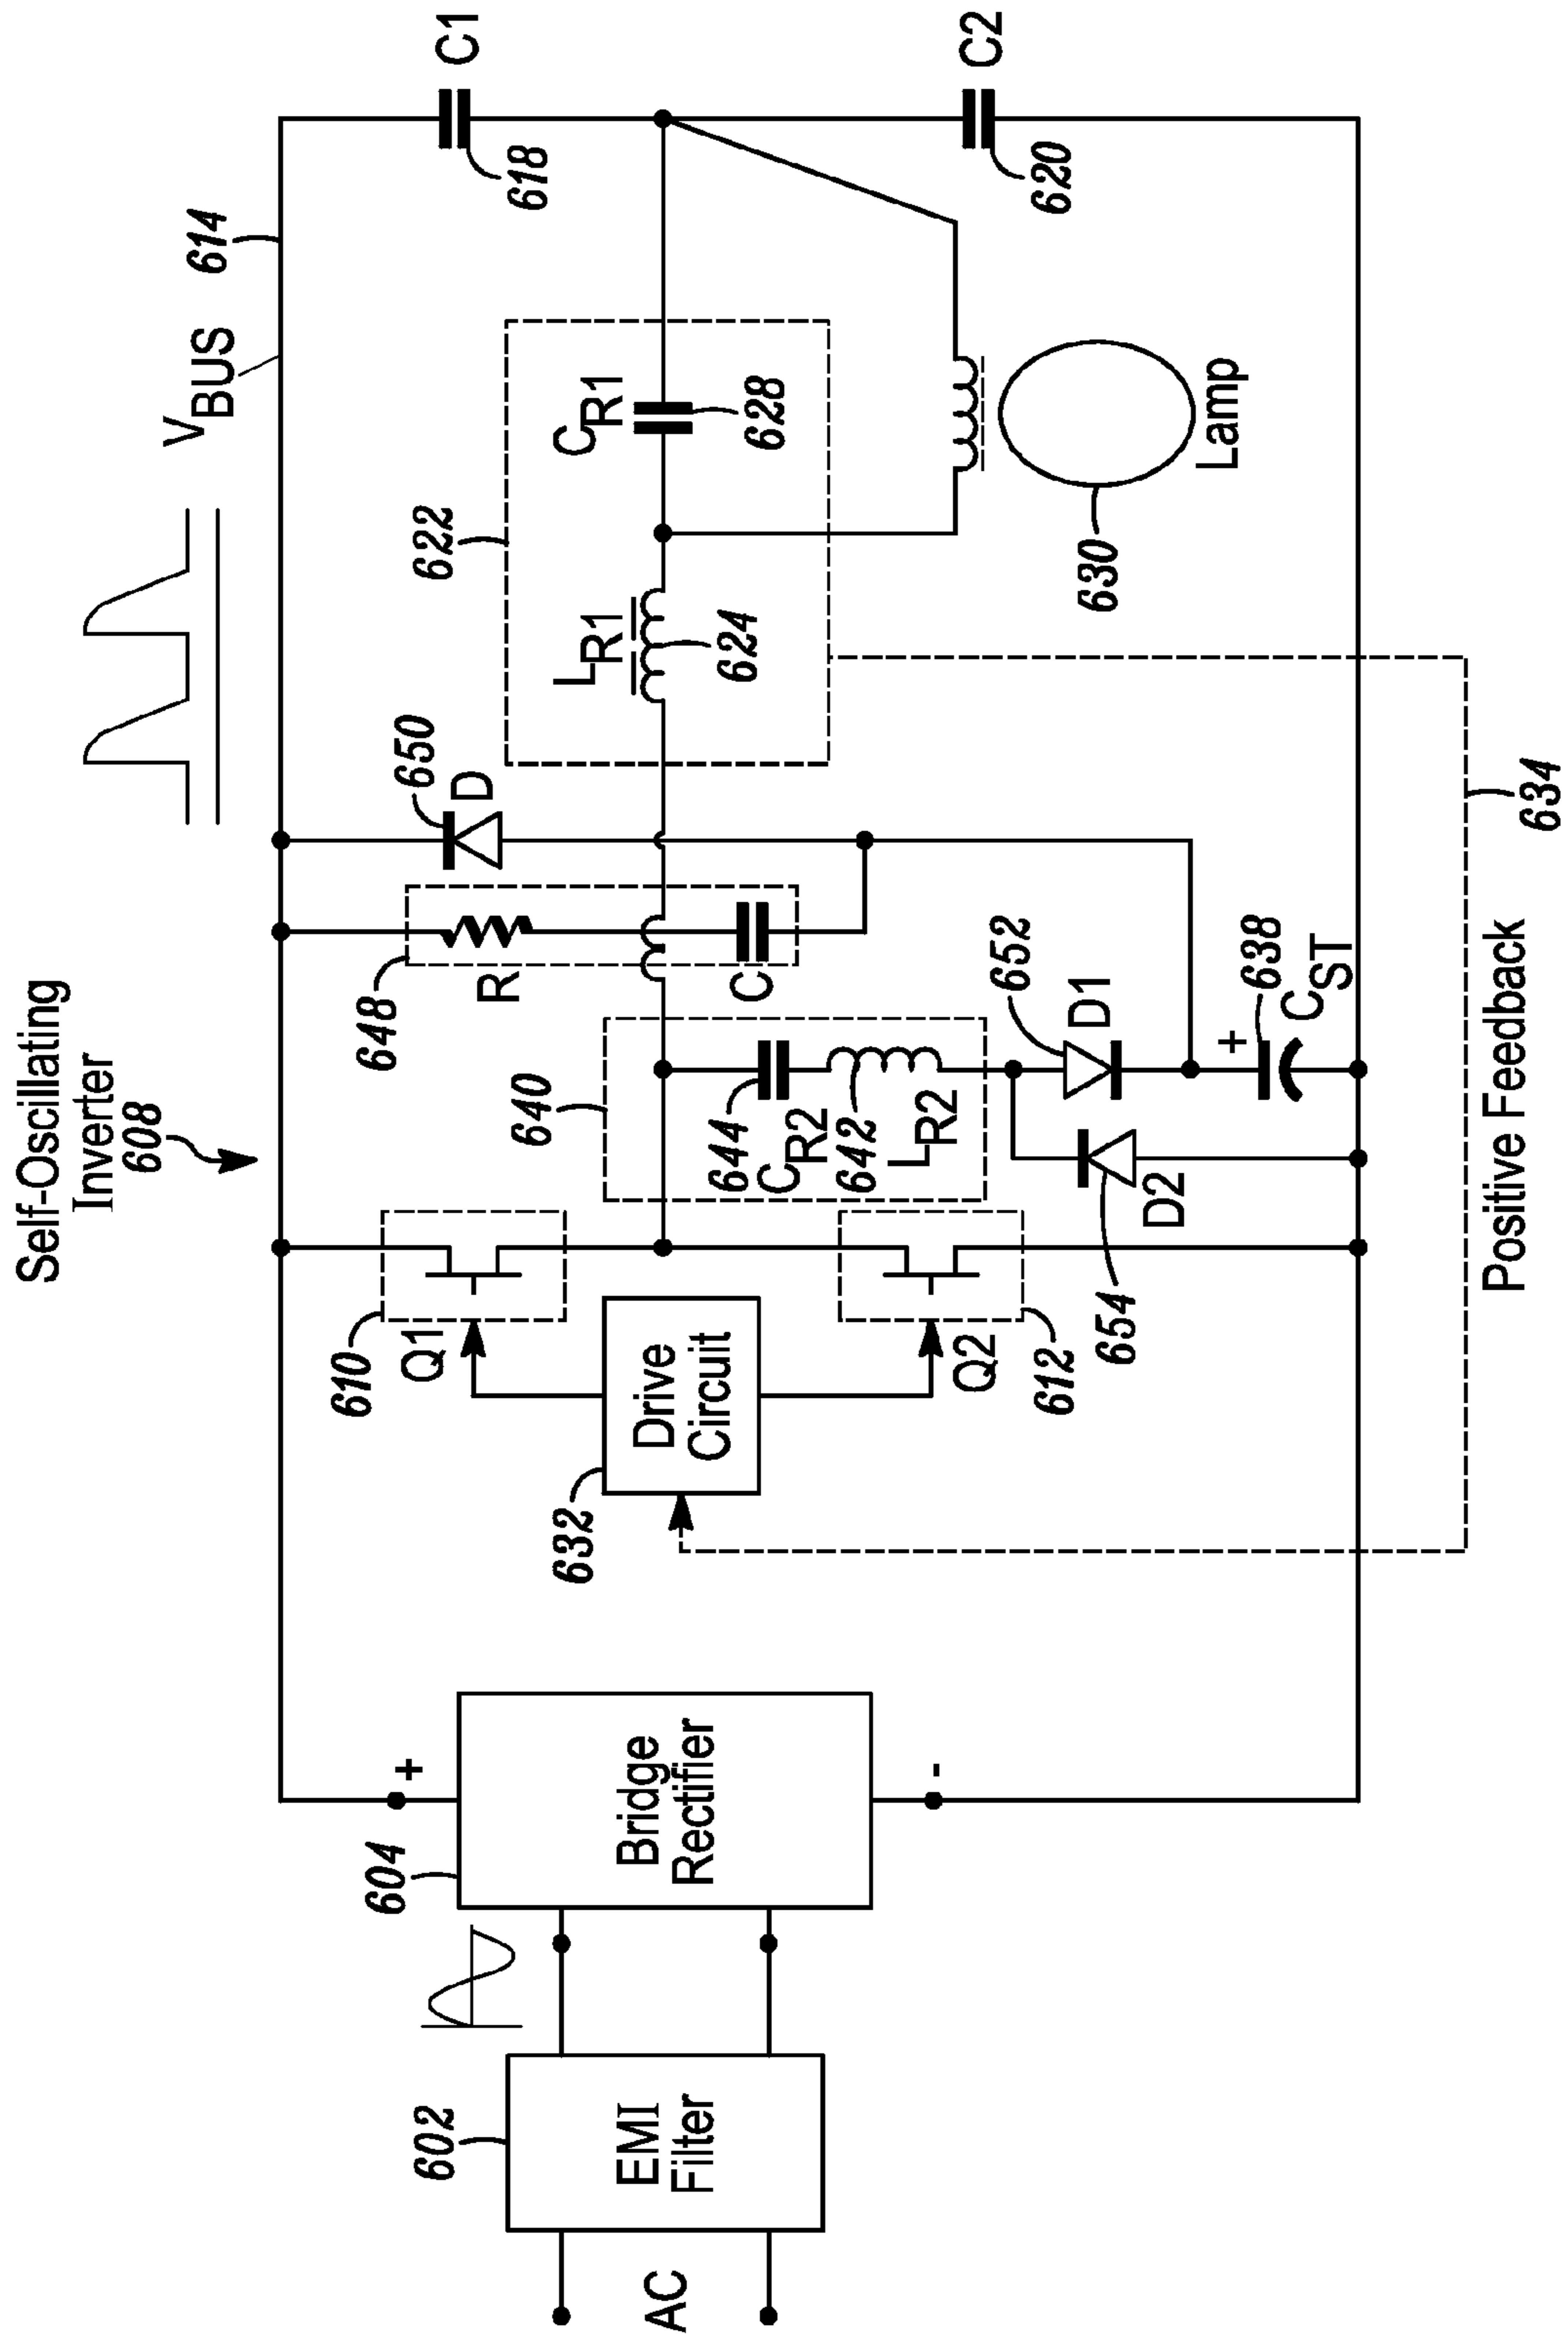 Self-Oscillating
Inverter
608
V
BUS
614
C1
618
C2
620
622
L
R1
624
C
R1
628
630
Lamp
650
D
648
R
C
640
644
C
R2
642
L
R2
652
D1
638
+
C
ST
654
D2
610
Q1
612
Q2
632
Drive
Circuit
634
Positive Feedback
604
+
-
Bridge
Rectifier
602
EMI
Filter
AC